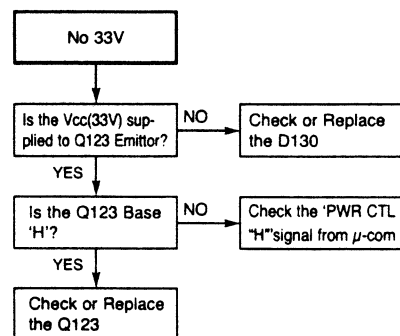 No 33V
Is the Vcc(33V) sup-
plied to Q123 Emittor?
NO
Check or Replace
the D130
YES
Is the Q123 Base
‘H’?
NO
Check the ‘PWR CTL
“H”’signal from μ-com
YES
Check or Replace
the Q123